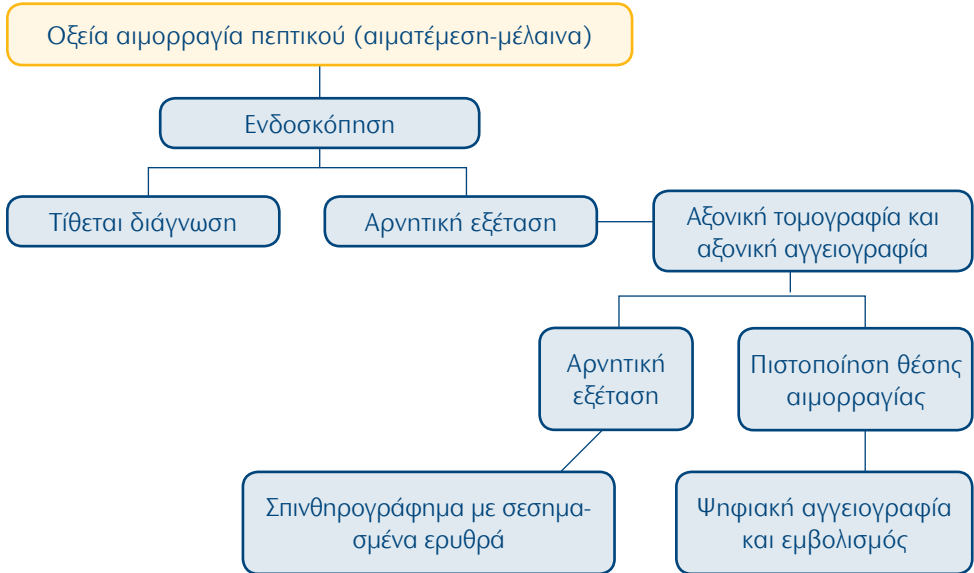 Οξεία αιμορραγία πεπτικού (αιματέμεση-μέλαινα)
Ενδοσκόπηση
Τίθεται διάγνωση
Αρνητική εξέταση
Αξονική τομογραφία και
αξονική αγγειογραφία
Αρνητική
εξέταση
Πιστοποίηση θέσης
αιμορραγίας
Σπινθηρογράφημα με σεσημα-
σμένα ερυθρά
Ψηφιακή αγγειογραφία
και εμβολισμός